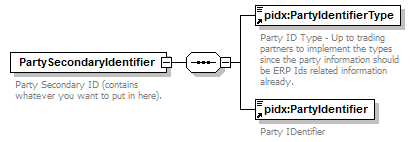 pidx:PartyIdentifierType
Party ID Type - Up to trading
partners to implement the types
since the party information should
be ERP Ids related information
already.
PartySecondaryIdentifier
Party Secondary ID (contains
whatever you want to put in here).
pidx:PartyIdentifier
Party IDentifier